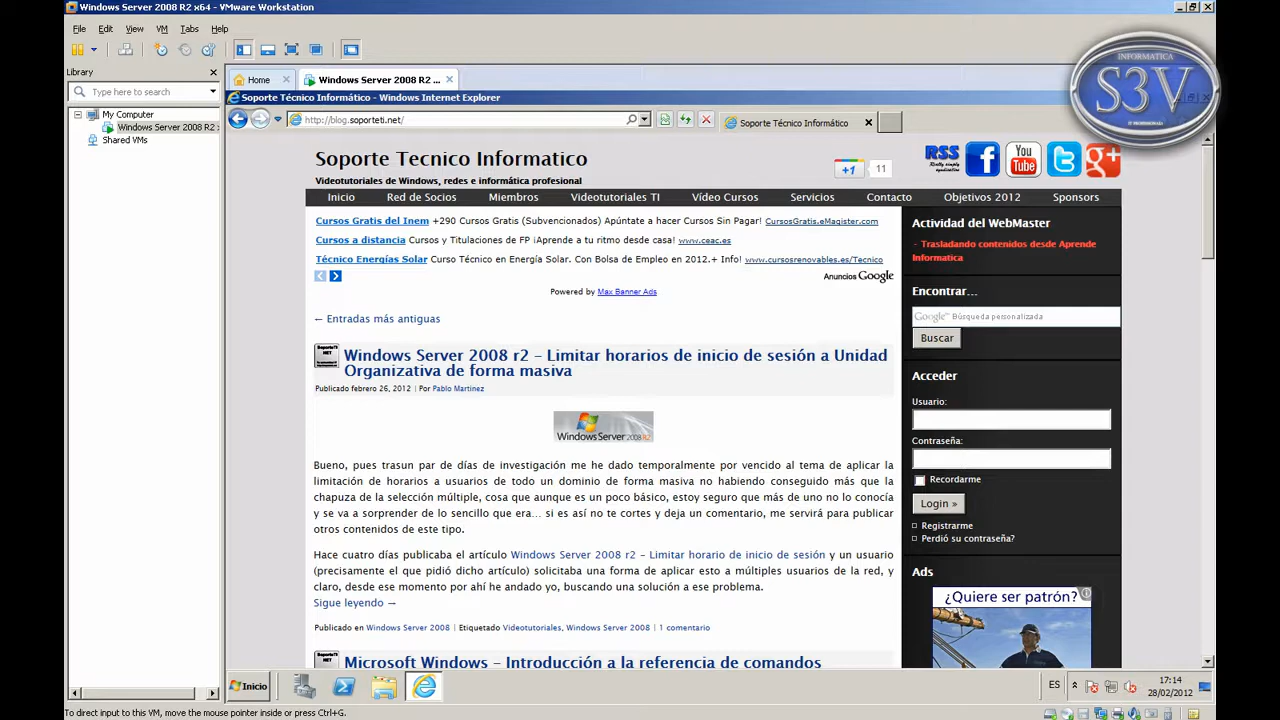 Windows Server 2008 R2 x64 - VMware Workstation
File Edit View VM Tabs Help
Library
Type here to search
My Computer
Windows Server 2008 R2
Shared VMs
Home
Windows Server 2008 R2 ...
Soporte Técnico Informático - Windows Internet Explorer
http://blog.soporteti.net/
Soporte Técnico Informático
INFORMATICA
S3V
Soporte Tecnico Informatico
Videotutoriales de Windows, redes e informática profesional
+1 11
RSS
You Tube
g+
Inicio Red de Socios Miembros Videotutoriales TI Vídeo Cursos Servicios Contacto Objetivos 2012 Sponsors
Cursos Gratis del Inem +290 Cursos Gratis (Subvencionados) Apúntate a hacer Cursos Sin Pagar! CursosGratis.eMagister.com
Cursos a distancia Cursos y Titulaciones de FP ¡Aprende a tu ritmo desde casa! www.ceac.es
Técnico Energías Solar Curso Técnico en Energía Solar. Con Bolsa de Empleo en 2012.+ Info! www.cursosrenovables.es/Tecnico
Anuncios Google
Powered by Max Banner Ads
← Entradas más antiguas
Windows Server 2008 r2 – Limitar horarios de inicio de sesión a Unidad
Organizativa de forma masiva
Publicado febrero 26, 2012 | Por Pablo Martinez
Windows Server 2008 R2
Bueno, pues trasun par de días de investigación me he dado temporalmente por vencido al tema de aplicar la
limitación de horarios a usuarios de todo un dominio de forma masiva no habiendo conseguido más que la
chapuza de la selección múltiple, cosa que aunque es un poco básico, estoy seguro que más de uno no lo conocía
y se va a sorprender de lo sencillo que era… si es así no te cortes y deja un comentario, me servirá para publicar
otros contenidos de este tipo.
Hace cuatro días publicaba el artículo Windows Server 2008 r2 – Limitar horario de inicio de sesión y un usuario
(precisamente el que pidió dicho artículo) solicitaba una forma de aplicar esto a múltiples usuarios de la red, y
claro, desde ese momento por ahí he andado yo, buscando una solución a ese problema.
Sigue leyendo →
Publicado en Windows Server 2008 | Etiquetado Videotutoriales, Windows Server 2008 | 1 comentario
Microsoft Windows – Introducción a la referencia de comandos
Actividad del WebMaster
- Trasladando contenidos desde Aprende
Informatica
Encontrar…
Google™ Búsqueda personalizada
Buscar
Acceder
Usuario:
Contraseña:
Recordarme
Login »
Registrarme
Perdió su contraseña?
Ads
¿Quiere ser patrón?
Inicio
ES
17:14
28/02/2012
To direct input to this VM, move the mouse pointer inside or press Ctrl+G.